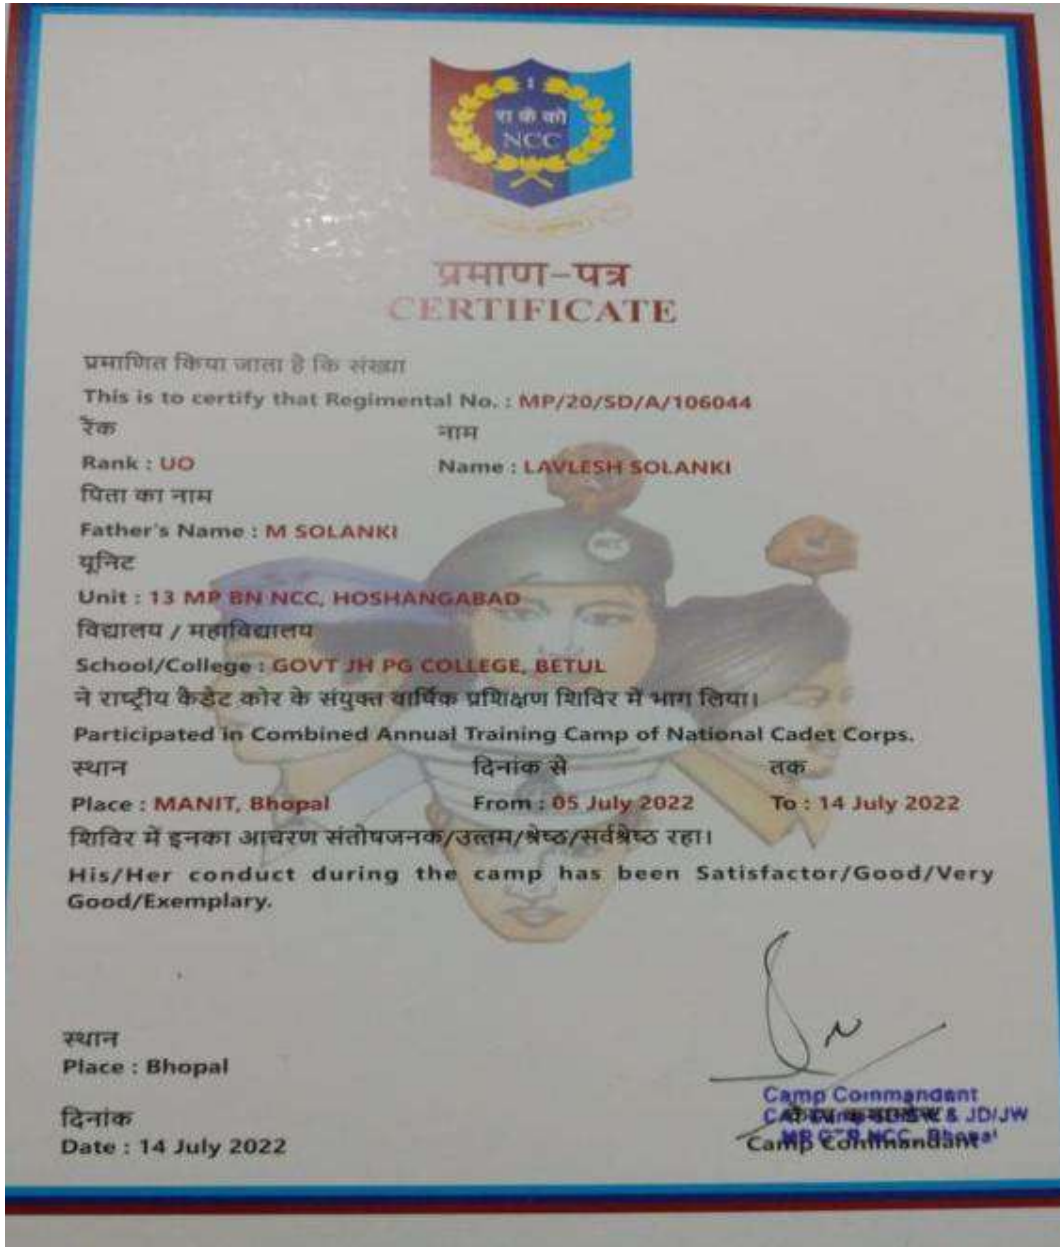 रा कै को
NCC
प्रमाण-पत्र
CERTIFICATE
प्रमाणित किया जाता है कि संख्या
This is to certify that Regimental No. : MP/20/SD/A/106044
रैंक नाम
Rank : UO Name : LAVLESH SOLANKI
पिता का नाम
Father's Name : M SOLANKI
यूनिट
Unit : 13 MP BN NCC, HOSHANGABAD
विद्यालय / महाविद्यालय
School/College : GOVT JH PG COLLEGE, BETUL
ने राष्ट्रीय कैडेट कोर के संयुक्त वार्षिक प्रशिक्षण शिविर में भाग लिया।
Participated in Combined Annual Training Camp of National Cadet Corps.
स्थान दिनांक से तक
Place : MANIT, Bhopal From : 05 July 2022 To : 14 July 2022
शिविर में इनका आचरण संतोषजनक/उत्तम/श्रेष्ठ/सर्वश्रेष्ठ रहा।
His/Her conduct during the camp has been Satisfactor/Good/Very
Good/Exemplary.
स्थान
Place : Bhopal
दिनांक
Date : 14 July 2022
Camp Commandant
& JD/JW
NCC, Bhopal
Camp Commandant